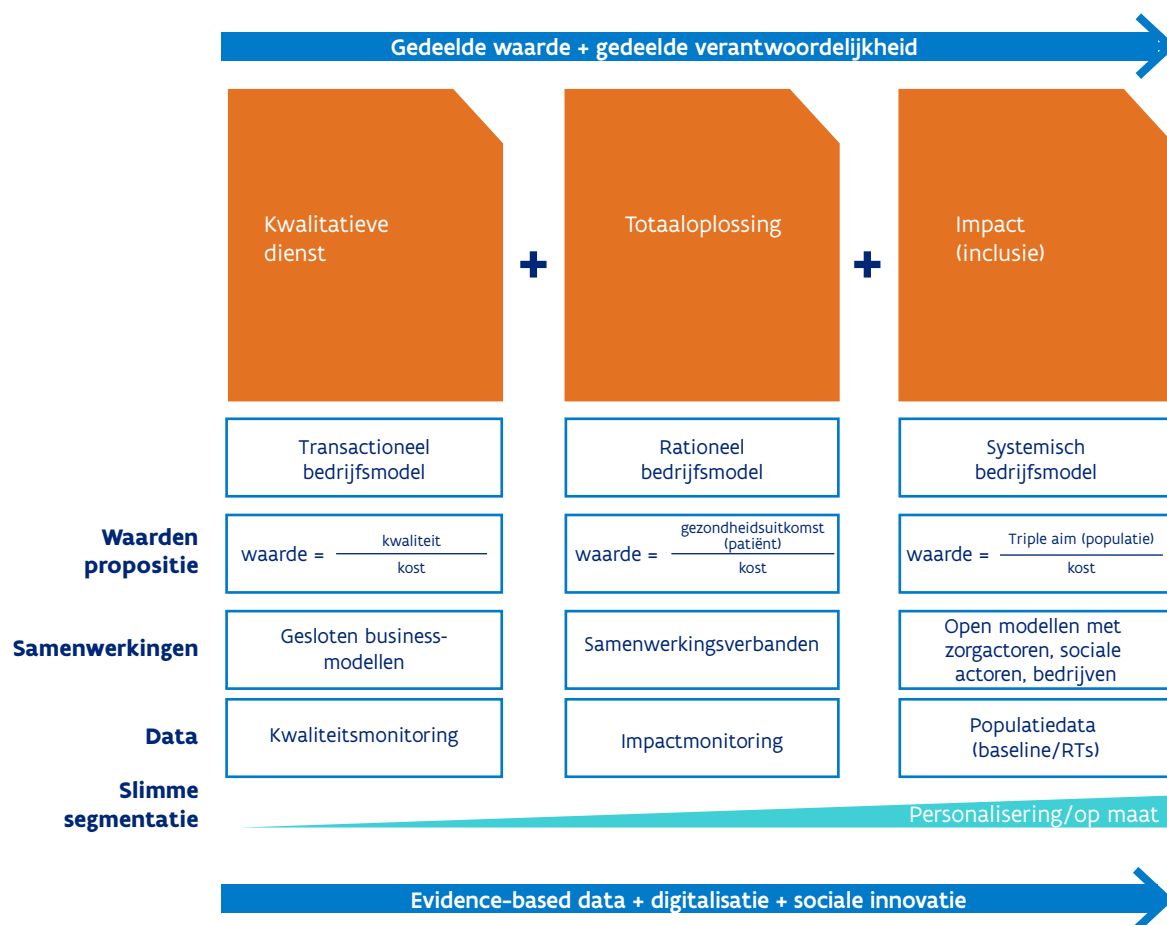 Gedeelde waarde + gedeelde verantwoordelijkheid
Kwalitatieve
dienst
+
Totaaloplossing
+
Impact
(inclusie)
Transactioneel
bedrijfsmodel
Rationeel
bedrijfsmodel
Systemisch
bedrijfsmodel
Waarden
propositie
waarde =
kwaliteit
kost
waarde =
gezondheidsuitkomst
(patiënt)
kost
waarde =
Triple aim (populatie)
kost
Samenwerkingen
Gesloten business-
modellen
Samenwerkingsverbanden
Open modellen met
zorgactoren, sociale
actoren, bedrijven
Data
Kwaliteitsmonitoring
Impactmonitoring
Populatiedata
(baseline/RTs)
Slimme
segmentatie
Personalisering/op maat
Evidence-based data + digitalisatie + sociale innovatie